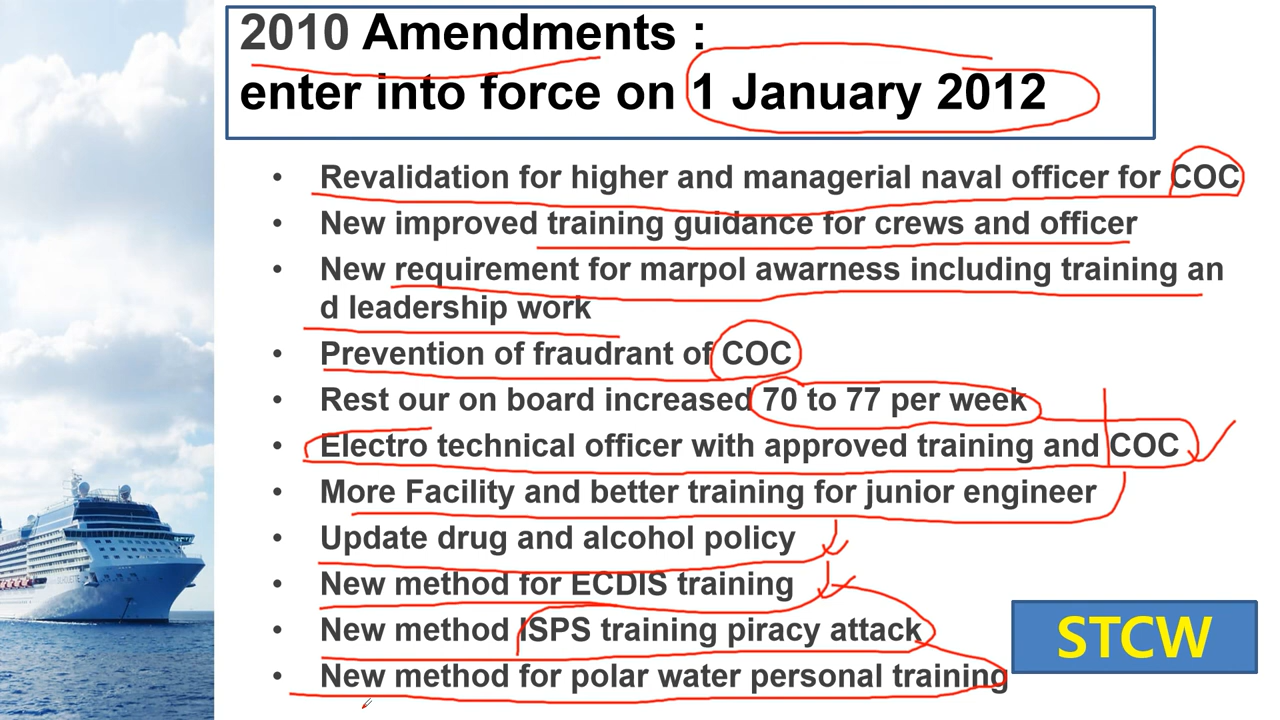 2010 Amendments :
enter into force on 1 January 2012
• Revalidation for higher and managerial naval officer for COC
• New improved training guidance for crews and officer
• New requirement for marpol awarness including training an
d leadership work
• Prevention of fraudrant of COC
• Rest our on board increased 70 to 77 per week
• Electro technical officer with approved training and COC
• More Facility and better training for junior engineer
• Update drug and alcohol policy
• New method for ECDIS training
• New method ISPS training piracy attack
• New method for polar water personal training
STCW